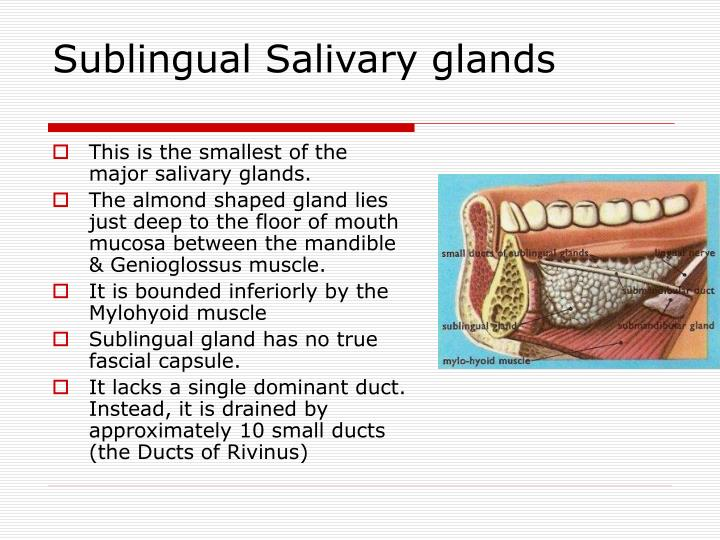 Sublingual Salivary glands
This is the smallest of the
major salivary glands.
The almond shaped gland lies
just deep to the floor of mouth
mucosa between the mandible
& Genioglossus muscle.
It is bounded inferiorly by the
Mylohyoid muscle
Sublingual gland has no true
fascial capsule.
It lacks a single dominant duct.
Instead, it is drained by
approximately 10 small ducts
(the Ducts of Rivinus)
small ducts of sublingual glands
lingual nerve
submandibular duct
sublingual gland
submandibular gland
mylo-hyoid muscle